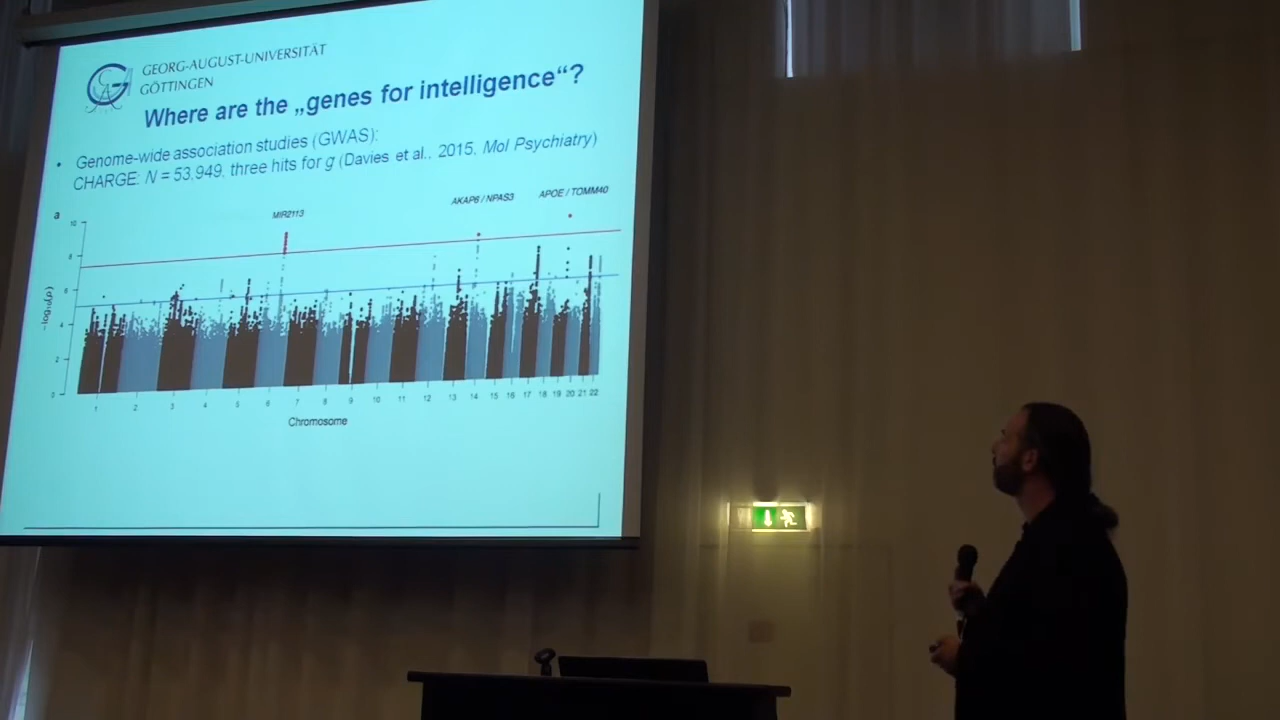 GEORG-AUGUST-UNIVERSITÄT
GÖTTINGEN
Where are the „genes for intelligence“?
• Genome-wide association studies (GWAS):
CHARGE: N = 53,949, three hits for g (Davies et al., 2015, Mol Psychiatry)
a
MIR2113
AKAP6 / NPAS3
APOE / TOMM40
10
8
6
4
2
0
−log10(p)
1 2 3 4 5 6 7 8 9 10 11 12 13 14 15 16 17 18 19 20 21 22
Chromosome